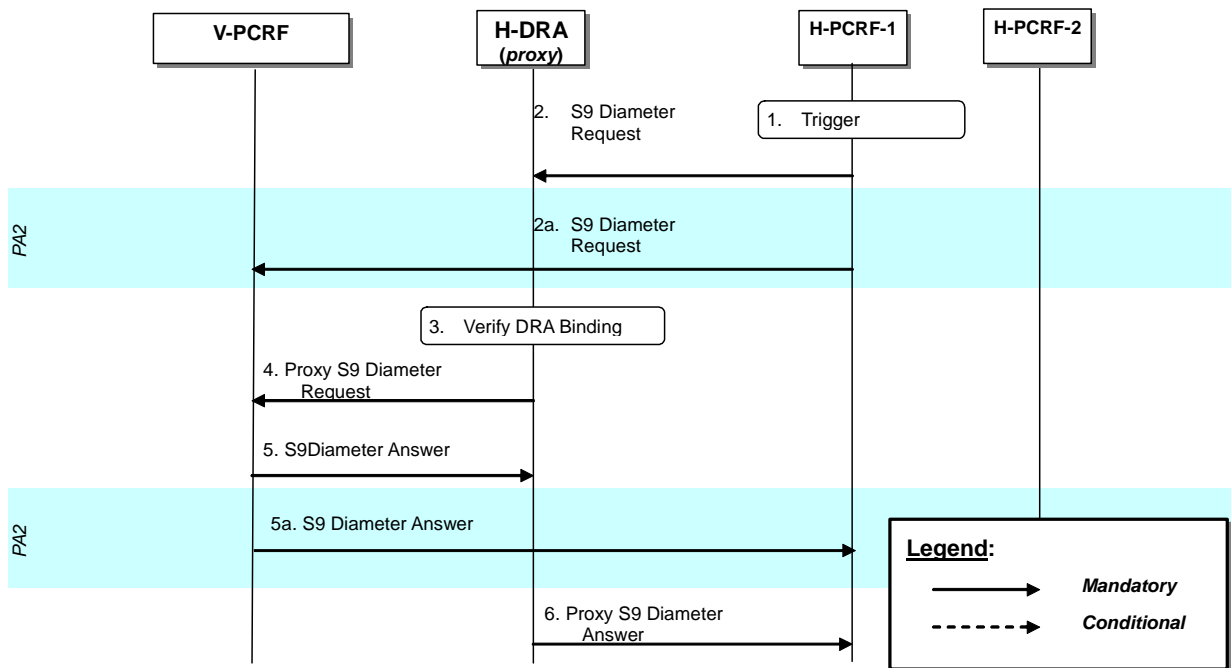 V-PCRF
H-DRA
(proxy)
H-PCRF-1
H-PCRF-2
1. Trigger
2. S9 Diameter
Request
PA2
2a. S9 Diameter
Request
3. Verify DRA Binding
4. Proxy S9 Diameter
Request
5. S9Diameter Answer
PA2
5a. S9 Diameter Answer
6. Proxy S9 Diameter
Answer
Legend:
Mandatory
Conditional